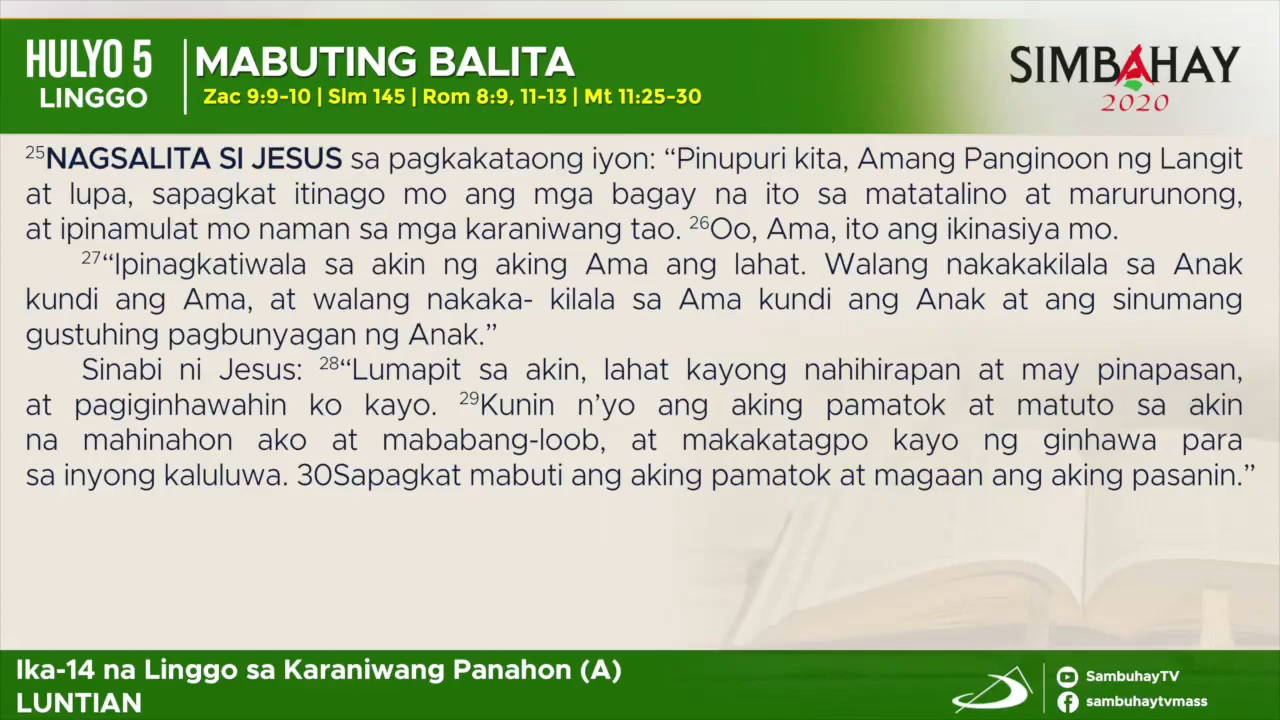 HULYO 5
LINGGO
MABUTING BALITA
Zac 9:9-10 | Slm 145 | Rom 8:9, 11-13 | Mt 11:25-30
SIMBAHAY
2020
25NAGSALITA SI JESUS sa pagkakataong iyon: “Pinupuri kita, Amang Panginoon ng Langit
at lupa, sapagkat itinago mo ang mga bagay na ito sa matatalino at marurunong,
at ipinamulat mo naman sa mga karaniwang tao. 26Oo, Ama, ito ang ikinasiya mo.
27“Ipinagkatiwala sa akin ng aking Ama ang lahat. Walang nakakakilala sa Anak
kundi ang Ama, at walang nakaka- kilala sa Ama kundi ang Anak at ang sinumang
gustuhing pagbunyagan ng Anak.”
Sinabi ni Jesus: 28“Lumapit sa akin, lahat kayong nahihirapan at may pinapasan,
at pagiginhawahin ko kayo. 29Kunin n’yo ang aking pamatok at matuto sa akin
na mahinahon ako at mababang-loob, at makakatagpo kayo ng ginhawa para
sa inyong kaluluwa. 30Sapagkat mabuti ang aking pamatok at magaan ang aking pasanin.”
Ika-14 na Linggo sa Karaniwang Panahon (A)
LUNTIAN
SambuhayTV
sambuhaytvmass